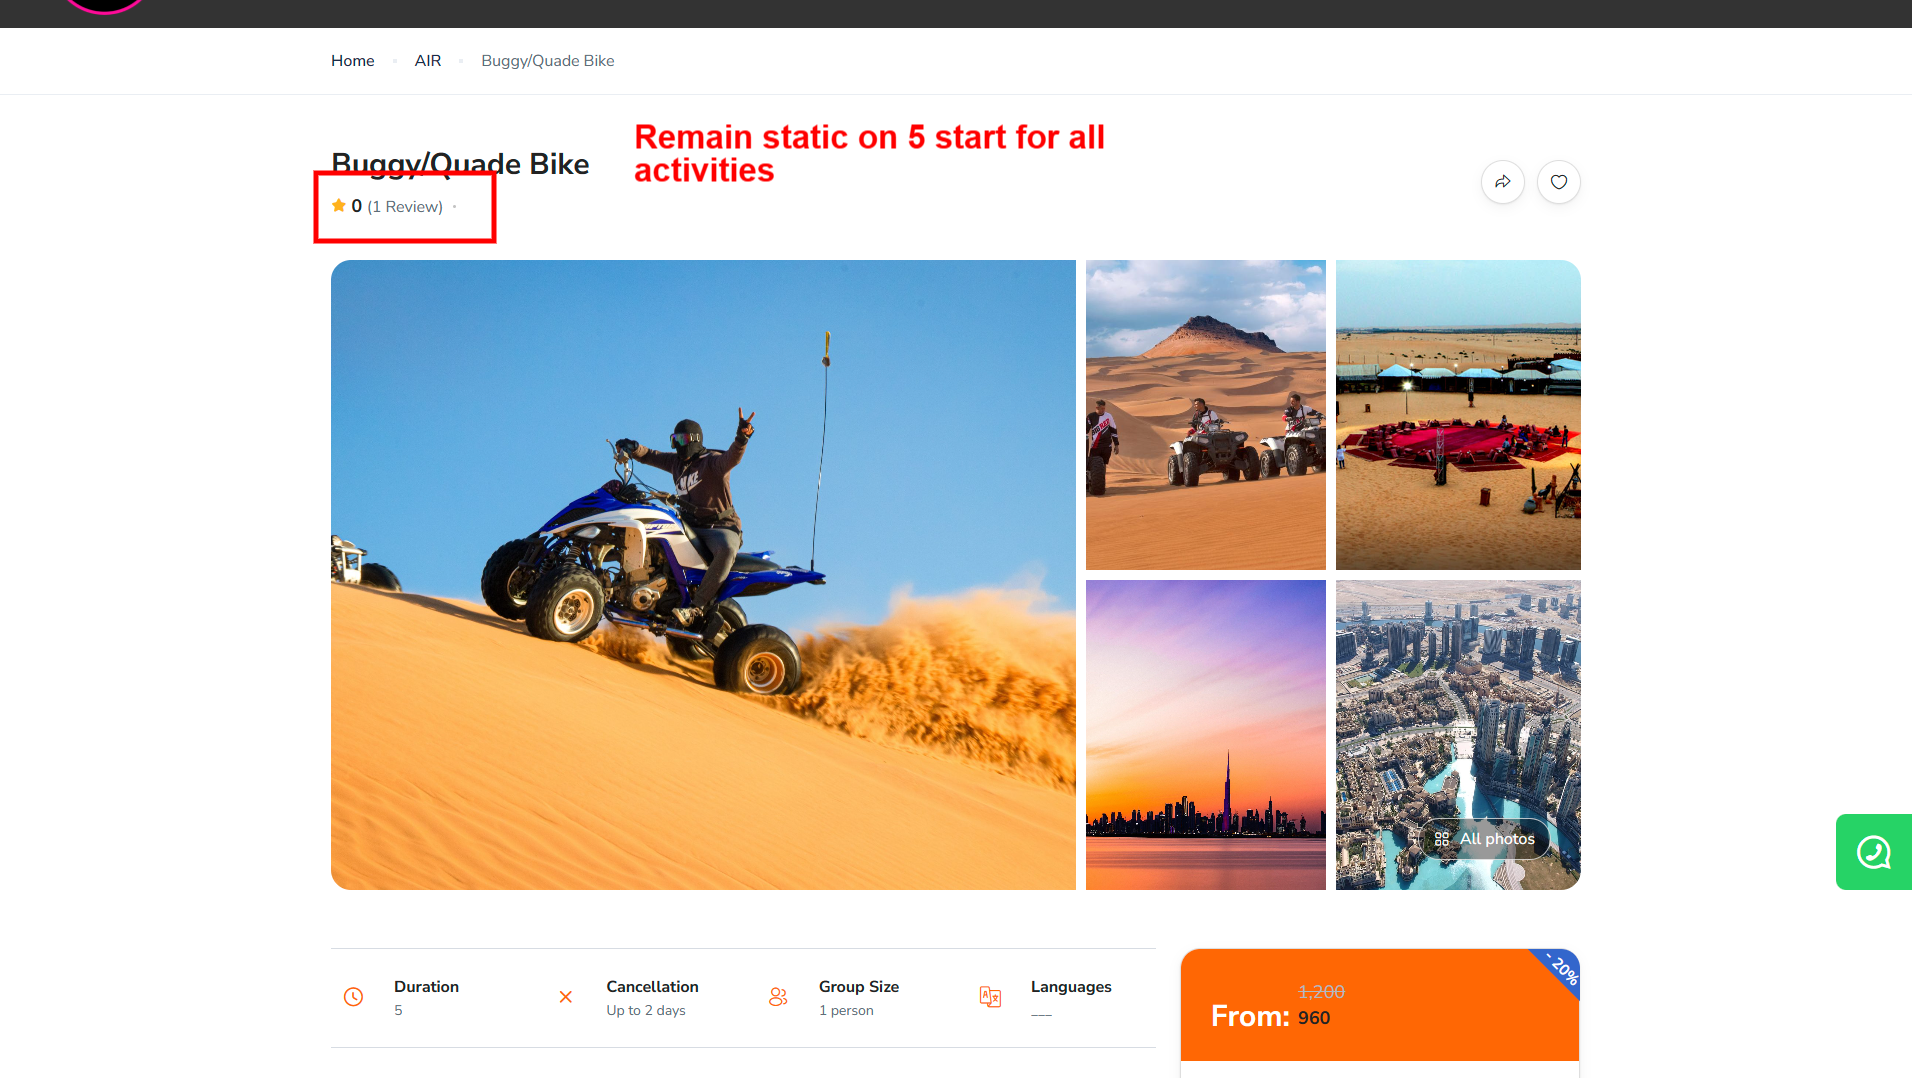 Home AIR Buggy/Quade Bike
Remain static on 5 start for all
activities
Buggy/Quade Bike
0 (1 Review)
All photos
Duration
5
Cancellation
Up to 2 days
Group Size
1 person
Languages
___
- 20%
1,200
From: 960